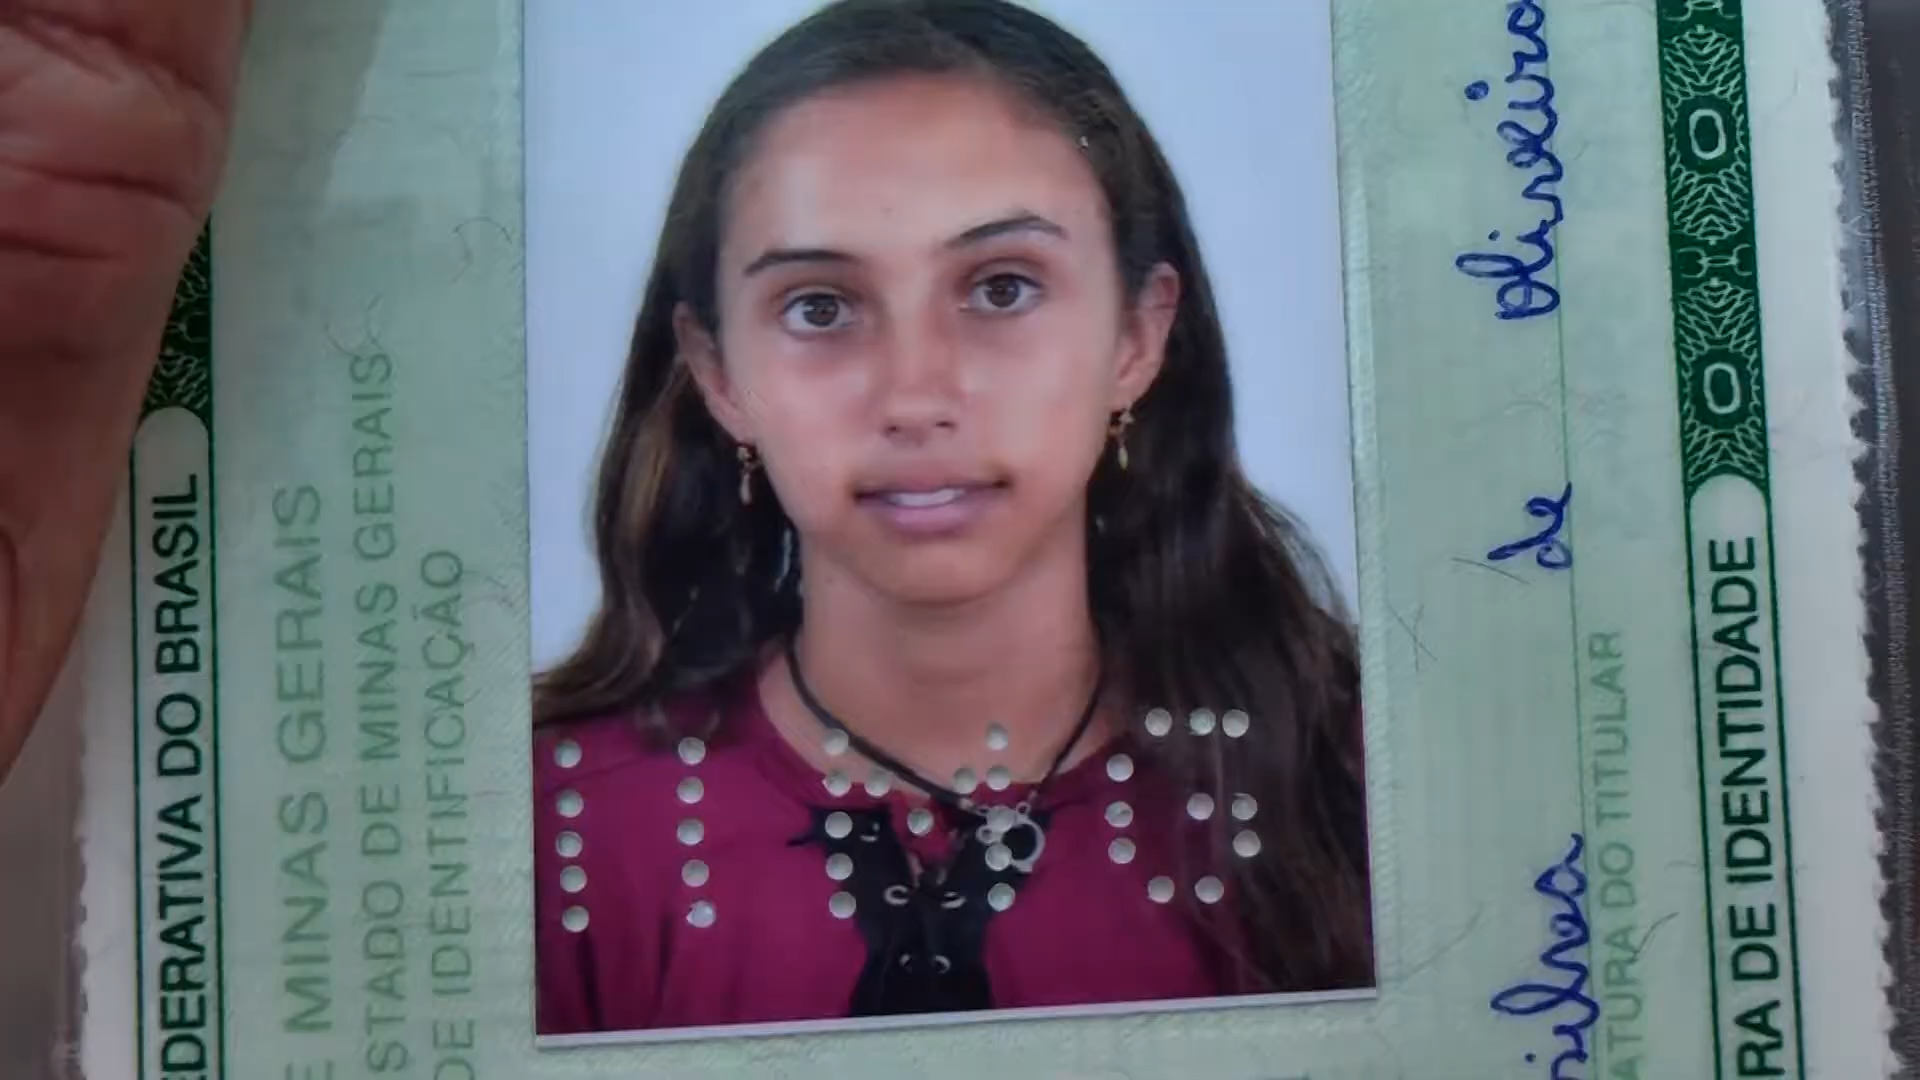 EDERATIVA DO BRASIL
E MINAS GERAIS
STADO DE MINAS GERAIS
DE IDENTIFICAÇÃO
MG
de Oliveira
ATURA DO TITULAR
RA DE IDENTIDADE